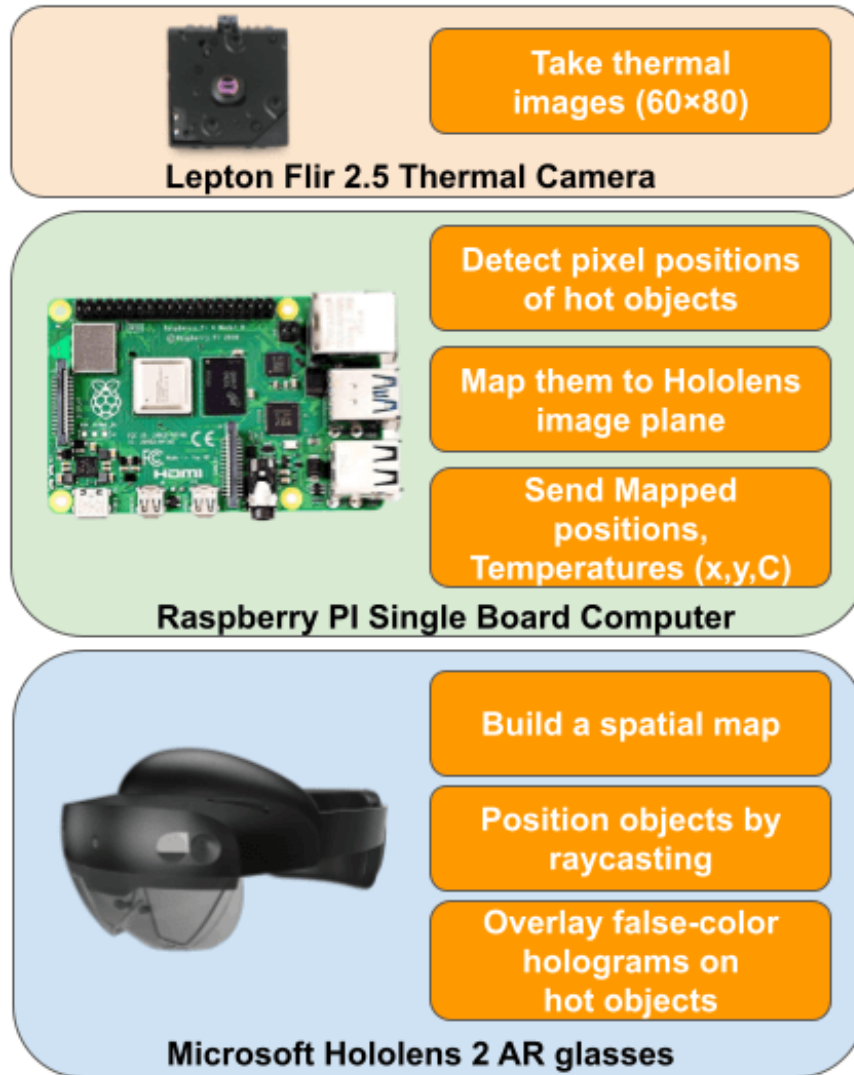 Take thermal
images (60×80)
Lepton Flir 2.5 Thermal Camera
Detect pixel positions
of hot objects
Map them to Hololens
image plane
Send Mapped
positions,
Temperatures (x,y,C)
HDMI
Raspberry PI Single Board Computer
Build a spatial map
Position objects by
raycasting
Overlay false-color
holograms on
hot objects
Microsoft Hololens 2 AR glasses